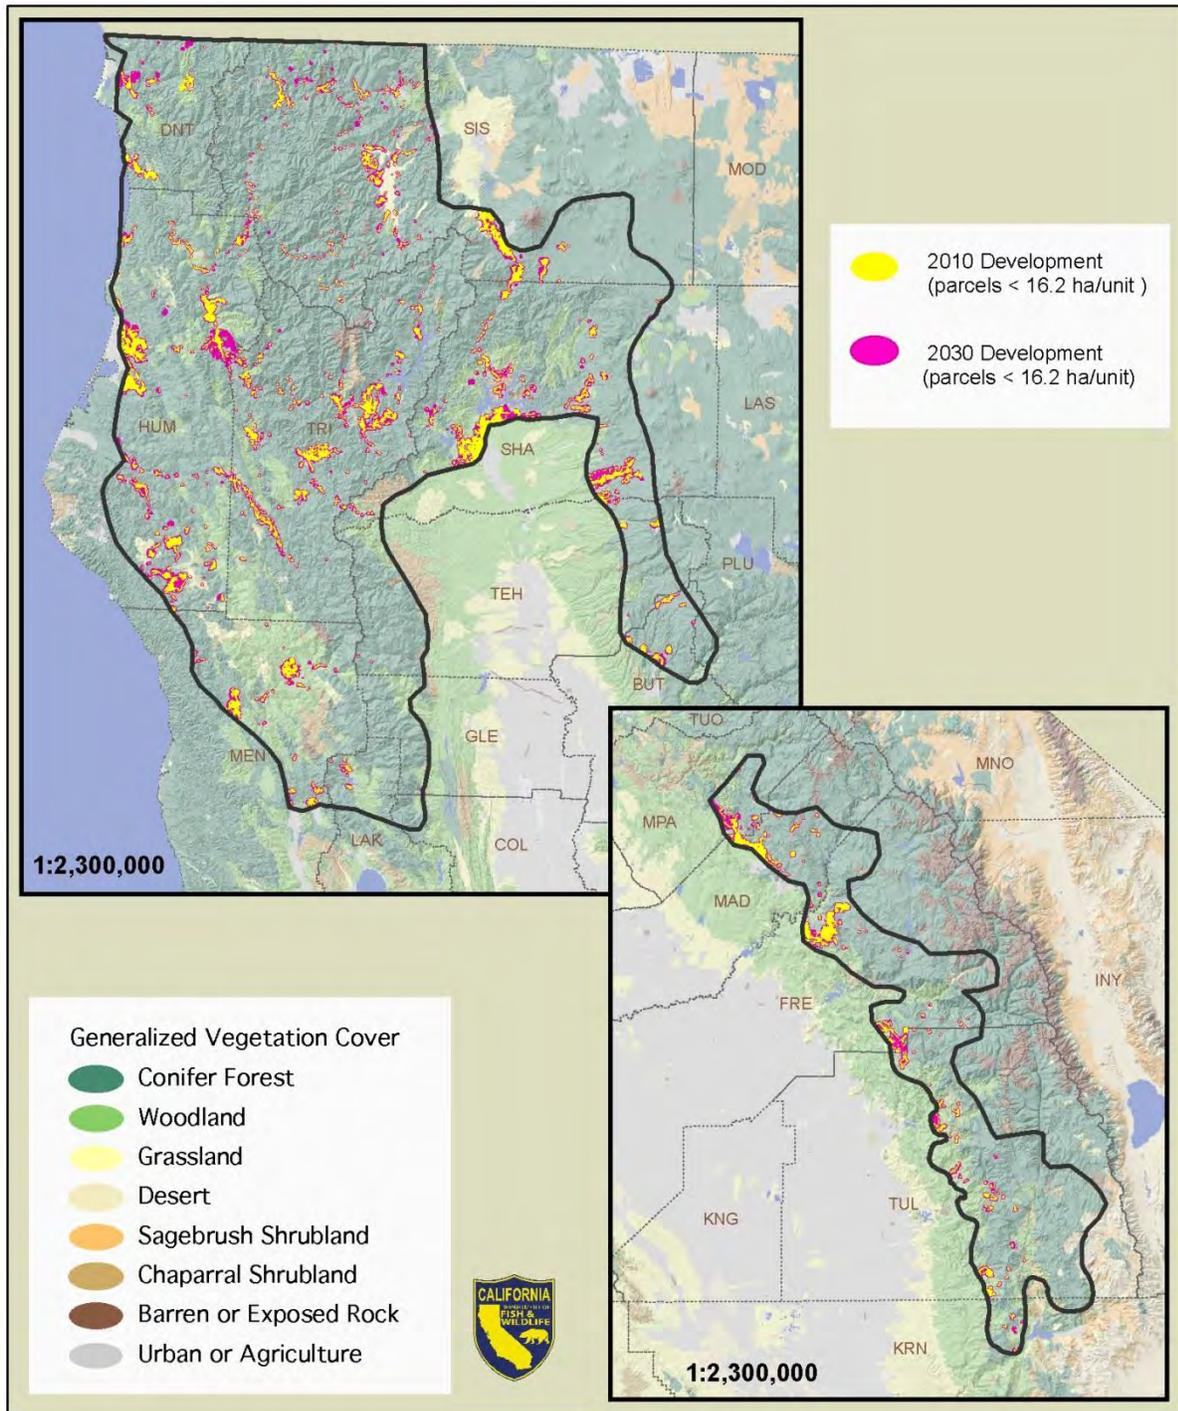 SIS
DNT
MOD
2010 Development
(parcels < 16.2 ha/unit )
2030 Development
(parcels < 16.2 ha/unit)
LAS
HUM
TRI
SHA
PLU
TEH
BUT
GLE
MEN
LAK
COL
1:2,300,000
TUO
MNO
MPA
MAD
INY
FRE
KNG
TUL
KRN
1:2,300,000
Generalized Vegetation Cover
Conifer Forest
Woodland
Grassland
Desert
Sagebrush Shrubland
Chaparral Shrubland
Barren or Exposed Rock
Urban or Agriculture
CALIFORNIA
DEPARTMENT OF
FISH &
WILDLIFE